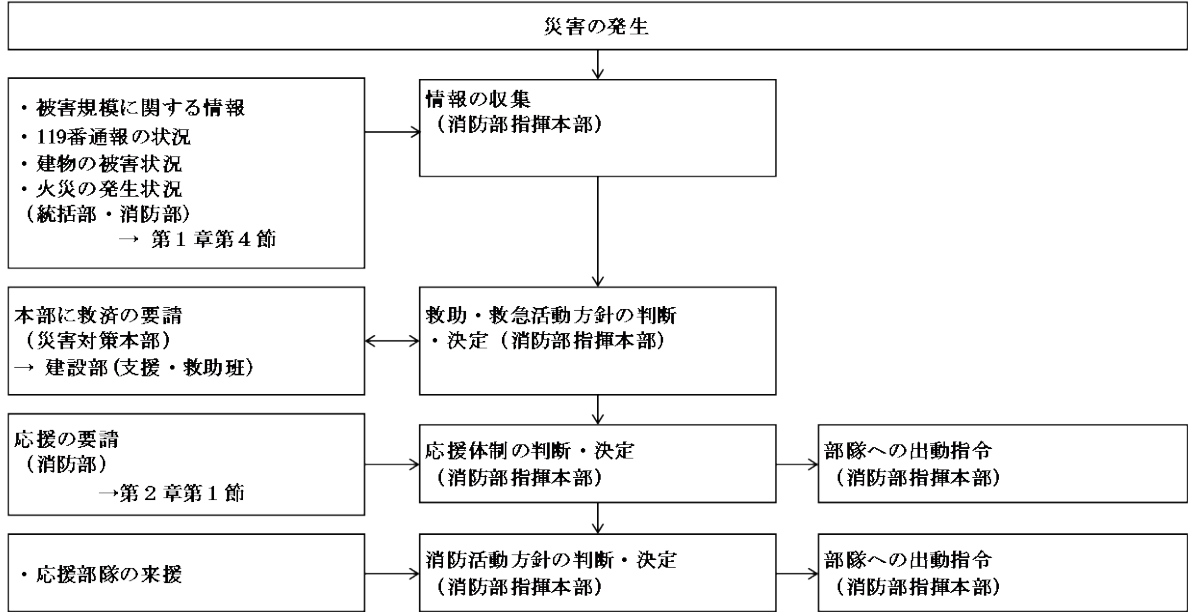 災害の発生
・被害規模に関する情報
・119番通報の状況
・建物の被害状況
・火災の発生状況
(統括部・消防部)
→ 第1章第4節
情報の収集
(消防部指揮本部)
本部に救済の要請
(災害対策本部)
→ 建設部(支援・救助班)
救助・救急活動方針の判断
・決定(消防部指揮本部)
応援の要請
(消防部)
→第2章第1節
応援体制の判断・決定
(消防部指揮本部)
部隊への出動指令
(消防部指揮本部)
・応援部隊の来援
消防活動方針の判断・決定
(消防部指揮本部)
部隊への出動指令
(消防部指揮本部)